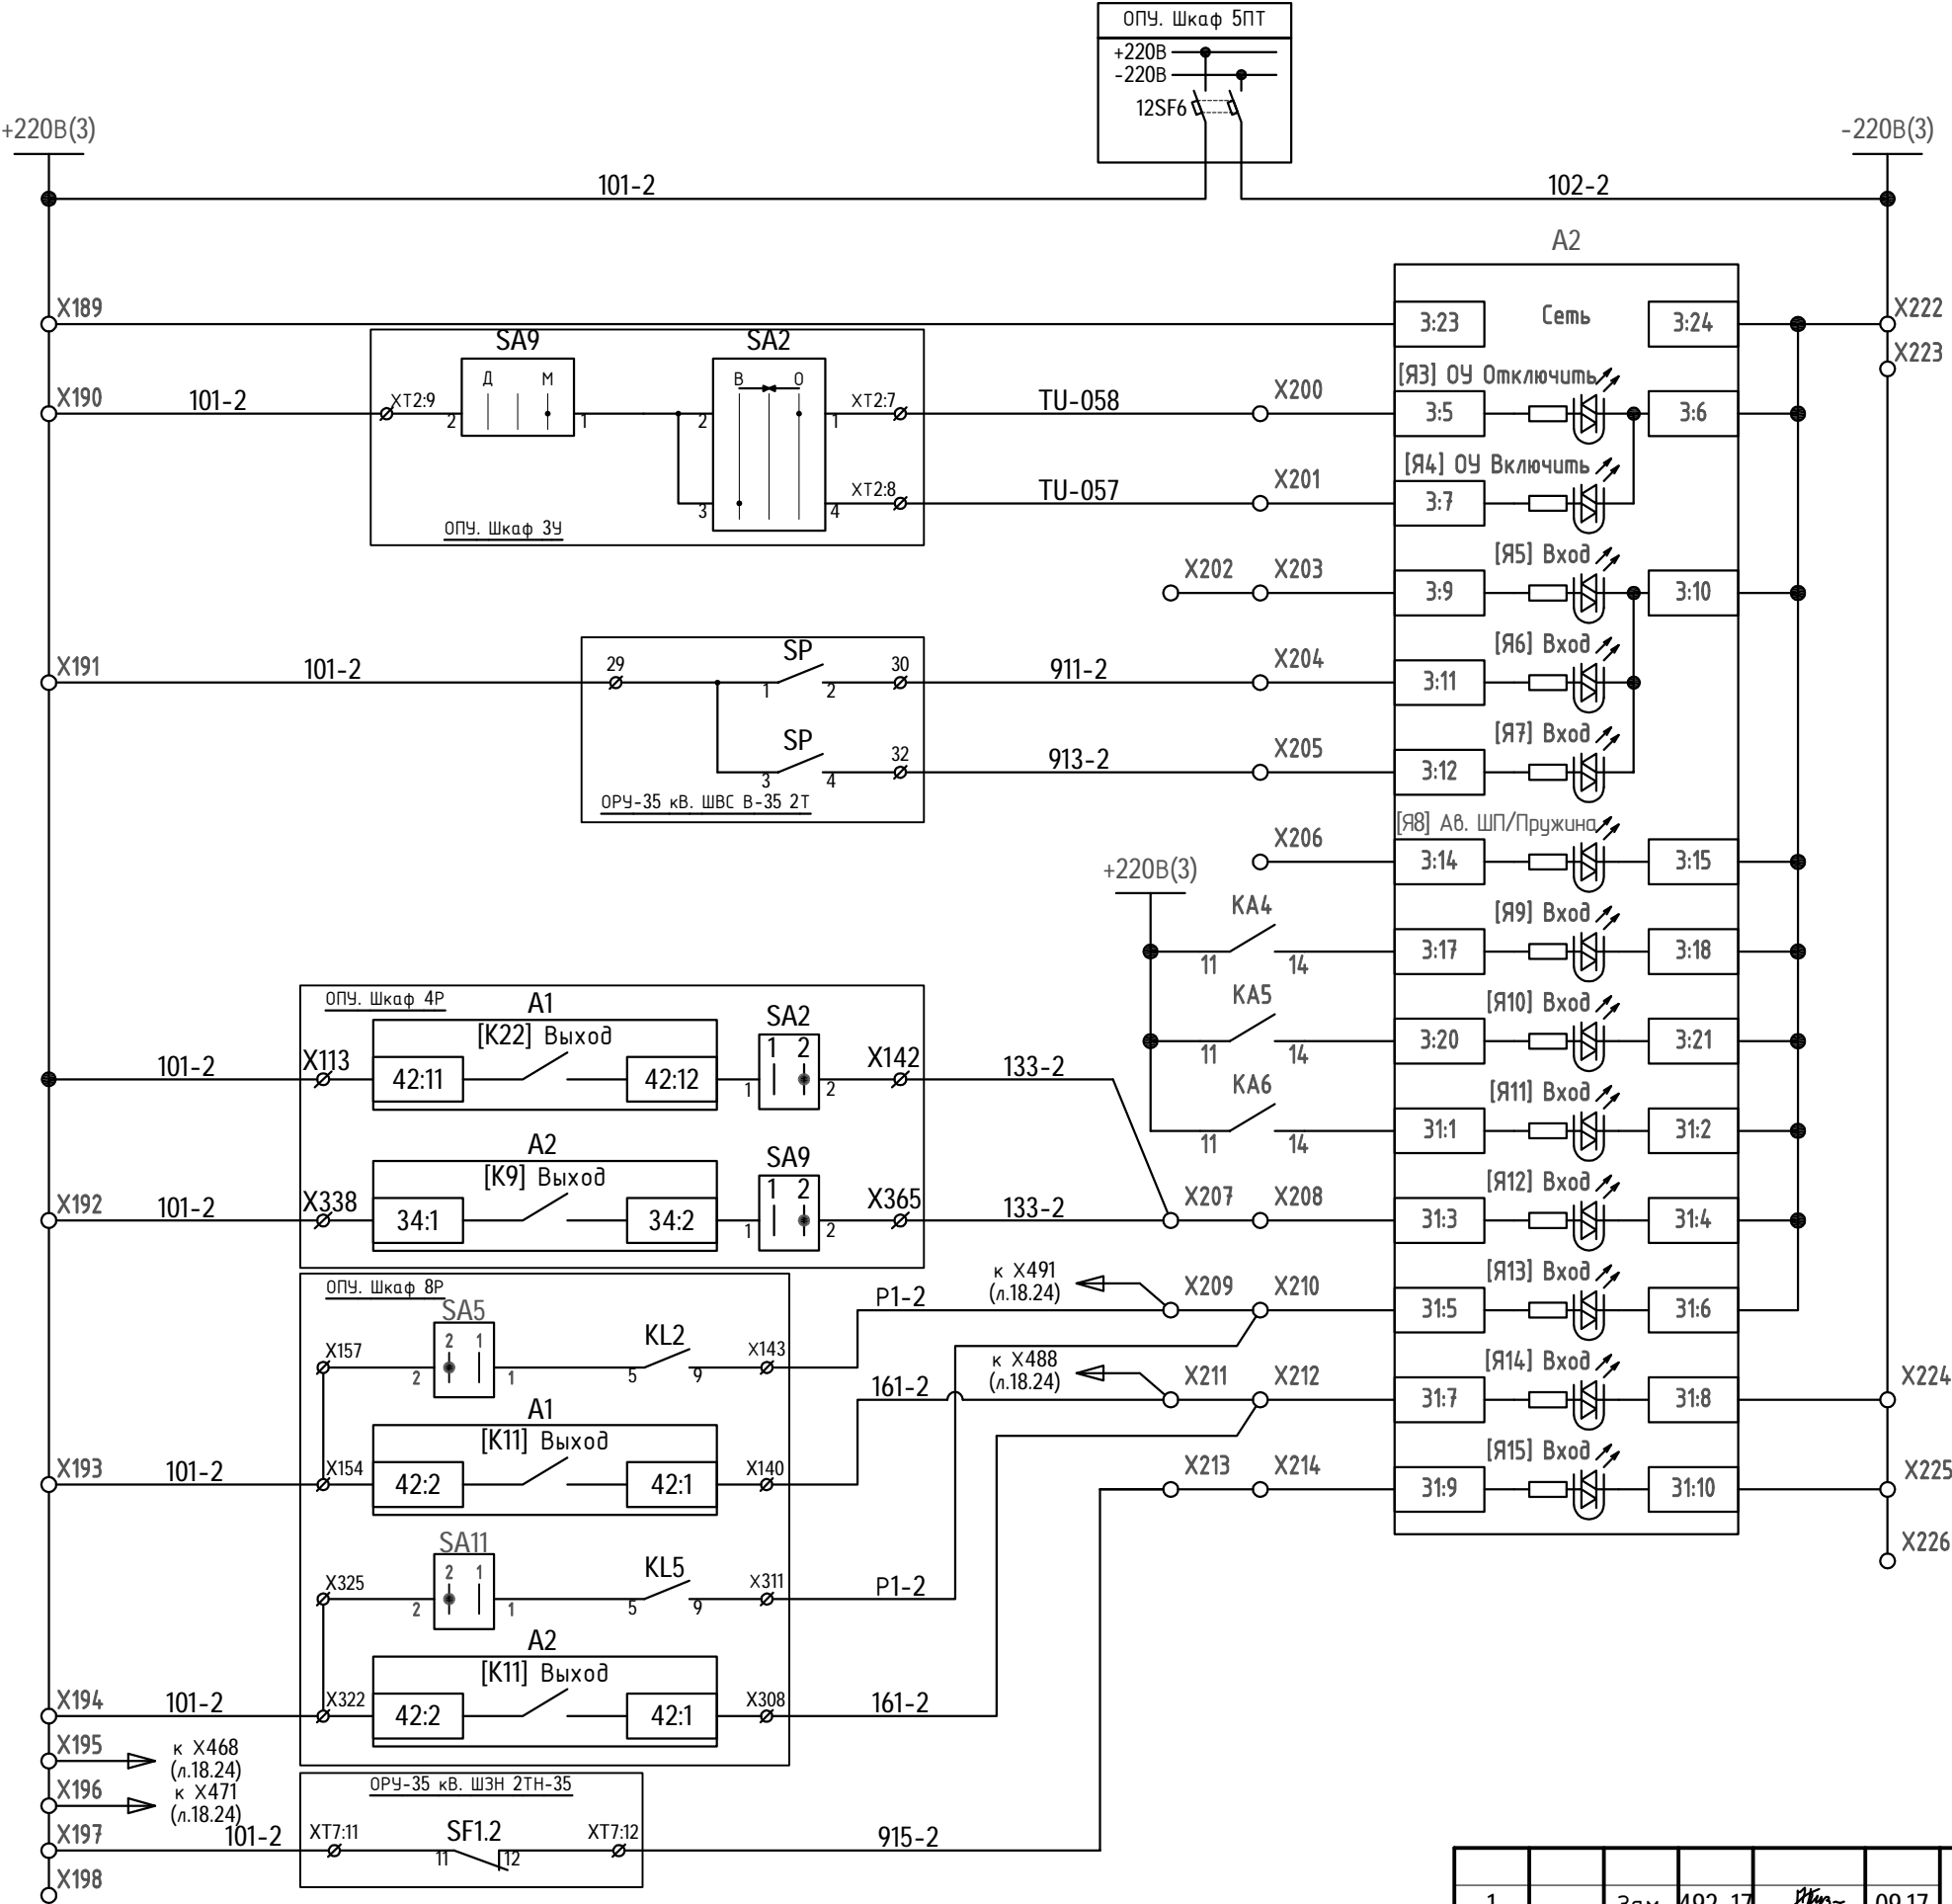 ОПУ. Шкаф 5ПТ
+220В
-220В
12SF6
+220В(3)
-220В(3)
101-2
102-2
A2
X189
3:23
Сеть
3:24
X222
X223
SA9
SA2
[Я3] ОУ Отключить
X190
101-2
XT2:9
2
Д
М
1
2
В
О
1
XT2:7
TU-058
X200
3:5
3:6
[Я4] ОУ Включить
3
4
XT2:8
TU-057
X201
3:7
ОПУ. Шкаф 3У
[Я5] Вход
X202
X203
3:9
3:10
[Я6] Вход
X191
101-2
29
SP
1
2
30
911-2
X204
3:11
[Я7] Вход
SP
3
4
32
913-2
X205
3:12
ОРУ-35 кВ. ШВС В-35 2Т
[Я8] Ав. ШП/Пружина
X206
3:14
3:15
+220В(3)
[Я9] Вход
KA4
11
14
3:17
3:18
[Я10] Вход
KA5
11
14
3:20
3:21
[Я11] Вход
KA6
11
14
31:1
31:2
ОПУ. Шкаф 4Р
A1
[K22] Выход
SA2
1 2
101-2
X113
42:11
42:12
1
2
X142
133-2
A2
[K9] Выход
SA9
1 2
[Я12] Вход
X192
101-2
X338
34:1
34:2
1
2
X365
133-2
X207
X208
31:3
31:4
ОПУ. Шкаф 8Р
к X491
(л.18.24)
[Я13] Вход
P1-2
X209
X210
31:5
31:6
SA5
2 1
KL2
X157
2
1
5
9
X143
к X488
(л.18.24)
[Я14] Вход
161-2
X211
X212
31:7
31:8
X224
A1
[K11] Выход
X193
101-2
X154
42:2
42:1
X140
[Я15] Вход
X213
X214
31:9
31:10
X225
X226
SA11
2 1
KL5
X325
2
1
5
9
X311
P1-2
A2
[K11] Выход
X194
101-2
X322
42:2
42:1
X308
161-2
X195
к X468
(л.18.24)
X196
к X471
(л.18.24)
ОРУ-35 кВ. ШЗН 2ТН-35
X197
101-2
XT7:11
11
SF1.2
12
XT7:12
915-2
X198
1
Зам.
492-17
09.17